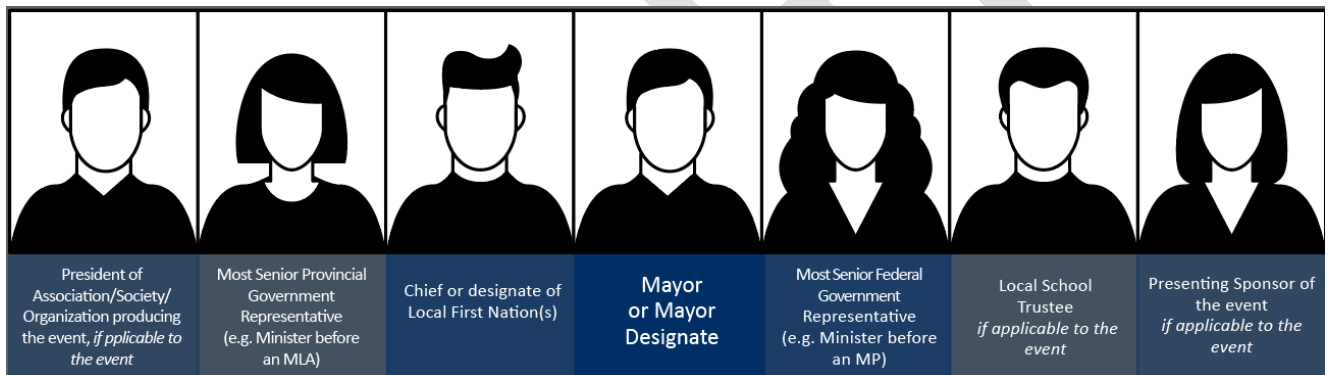 President of
Association/Society/
Organization producing
the event, if pplicable to
the event
Most Senior Provincial
Government
Representative
(e.g. Minister before
an MLA)
Chief or designate of
Local First Nation(s)
Mayor
or Mayor
Designate
Most Senior Federal
Government
Representative
(e.g. Minister before
an MP)
Local School
Trustee
if applicable to the
event
Presenting Sponsor of
the event
if applicable to the
event